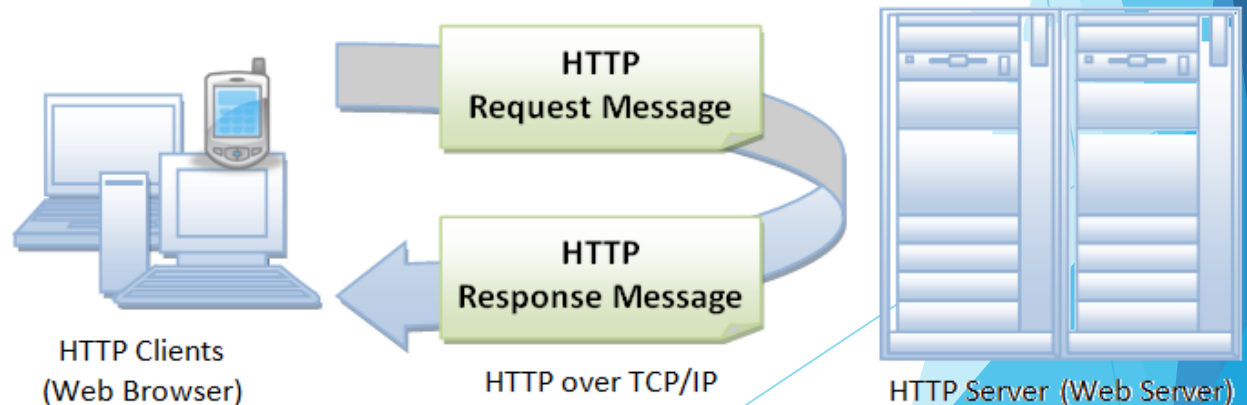 HTTP
Request Message
HTTP
Response Message
HTTP Clients
(Web Browser)
HTTP over TCP/IP
HTTP Server (Web Server)